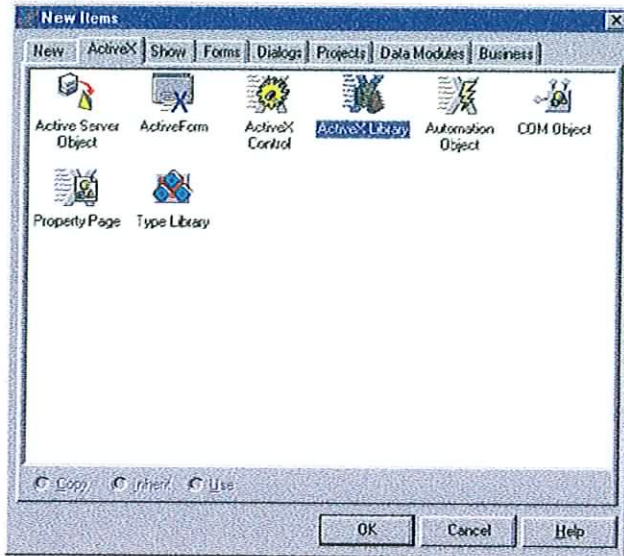 New Items
New ActiveX Show Forms Dialogs Projects Data Modules Business
Active Server Object
ActiveForm
ActiveX Control
ActiveX Library
Automation Object
COM Object
Property Page
Type Library
Copy Inherit Use
OK Cancel Help